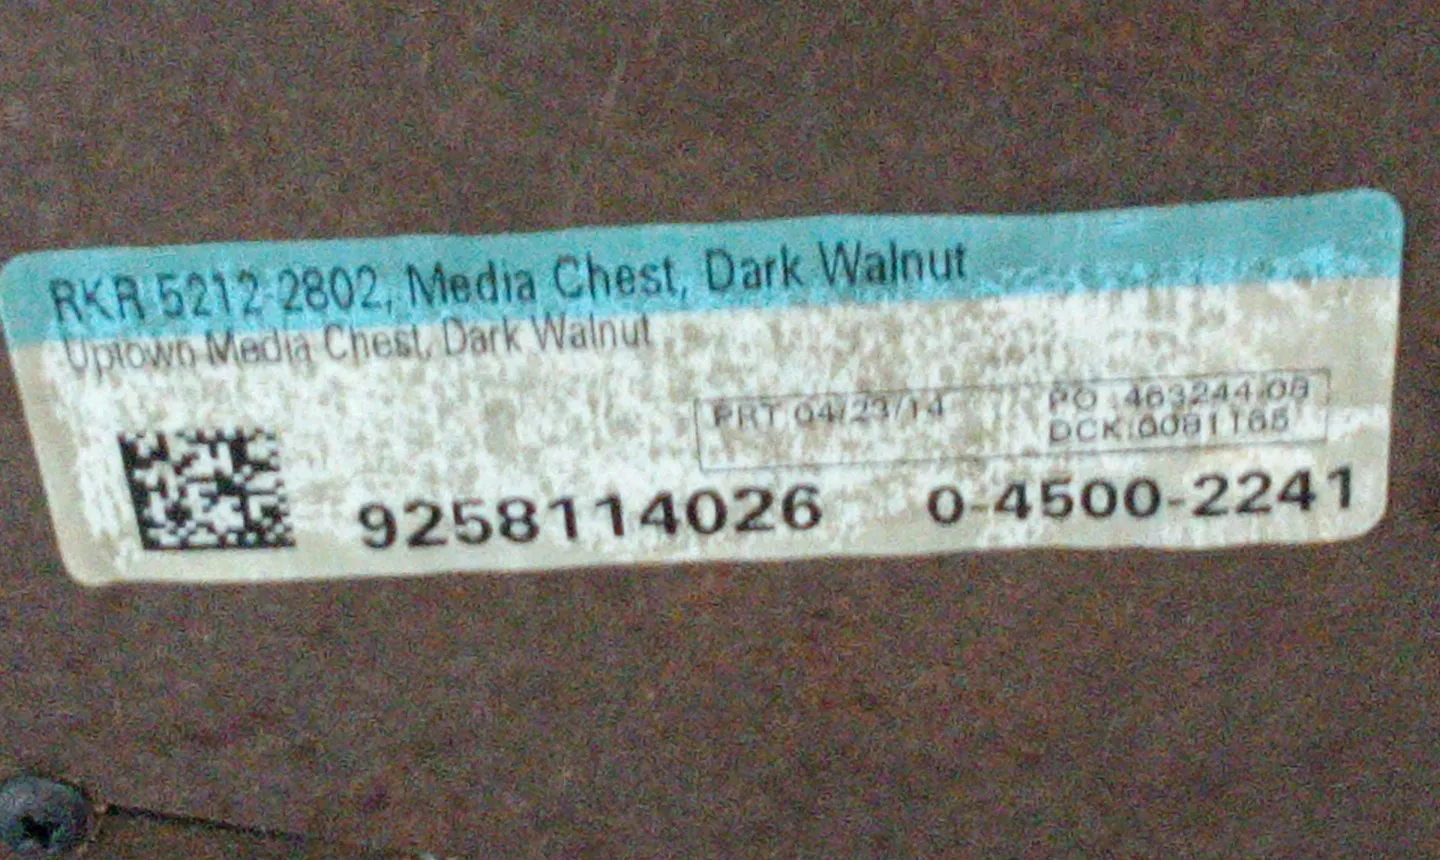 RKR 5212-2802, Media Chest, Dark Walnut
Uptown Media Chest, Dark Walnut
PRT 04/23/14
PO :463244.08
DCK:0081165
9258114026 0-4500-2241